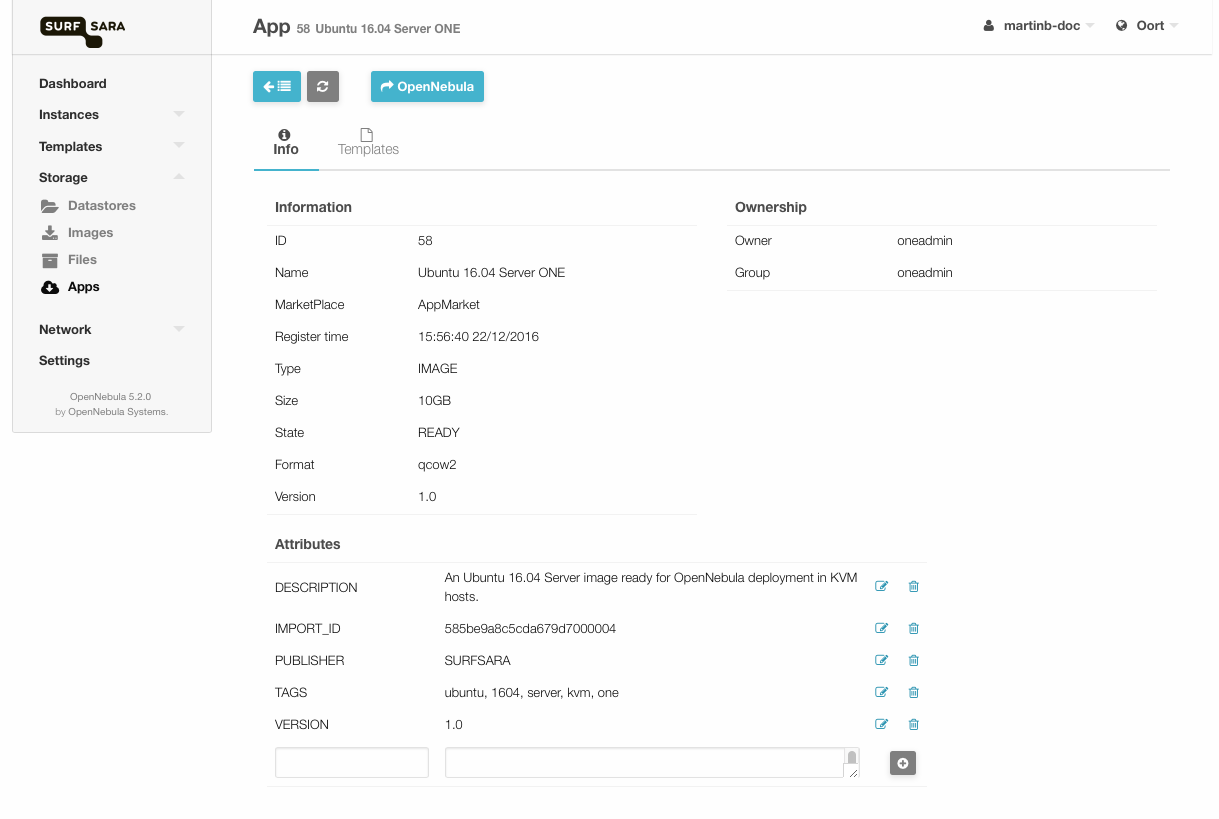 SURF SARA
App 58 Ubuntu 16.04 Server ONE
martinb-doc
Oort
Dashboard
Instances
Templates
Storage
Datastores
Images
Files
Apps
Network
Settings
OpenNebula 5.2.0
by OpenNebula Systems.
OpenNebula
Info
Templates
Information
ID 58
Name Ubuntu 16.04 Server ONE
MarketPlace AppMarket
Register time 15:56:40 22/12/2016
Type IMAGE
Size 10GB
State READY
Format qcow2
Version 1.0
Ownership
Owner oneadmin
Group oneadmin
Attributes
DESCRIPTION An Ubuntu 16.04 Server image ready for OpenNebula deployment in KVM
hosts.
IMPORT_ID 585be9a8c5cda679d7000004
PUBLISHER SURFSARA
TAGS ubuntu, 1604, server, kvm, one
VERSION 1.0